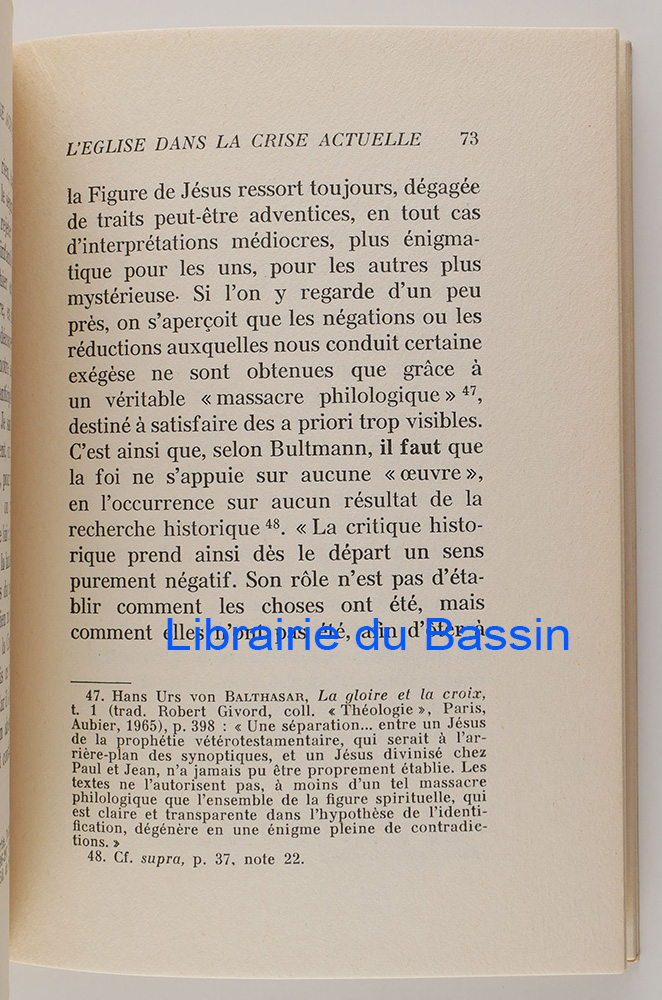 L'EGLISE DANS LA CRISE ACTUELLE 73
la Figure de Jésus ressort toujours, dégagée
de traits peut-être adventices, en tout cas
d'interprétations médiocres, plus énigma-
tique pour les uns, pour les autres plus
mystérieuse. Si l'on y regarde d'un peu
près, on s'aperçoit que les négations ou les
réductions auxquelles nous conduit certaine
exégèse ne sont obtenues que grâce à
un véritable « massacre philologique » 47,
destiné à satisfaire des a priori trop visibles.
C'est ainsi que, selon Bultmann, il faut que
la foi ne s'appuie sur aucune « œuvre »,
en l'occurrence sur aucun résultat de la
recherche historique 48. « La critique histo-
rique prend ainsi dès le départ un sens
purement négatif. Son rôle n'est pas d'éta-
blir comment les choses ont été, mais
comment elles n'ont pas été, afin d'ôter à
Librairie du Bassin
47. Hans Urs von BALTHASAR, La gloire et la croix,
t. 1 (trad. Robert Givord, coll. « Théologie », Paris,
Aubier, 1965), p. 398 : « Une séparation... entre un Jésus
de la prophétie vétérotestamentaire, qui serait à l'ar-
rière-plan des synoptiques, et un Jésus divinisé chez
Paul et Jean, n'a jamais pu être proprement établie. Les
textes ne l'autorisent pas, à moins d'un tel massacre
philologique que l'ensemble de la figure spirituelle, qui
est claire et transparente dans l'hypothèse de l'identi-
fication, dégénère en une énigme pleine de contradic-
tions. »
48. Cf. supra, p. 37, note 22.